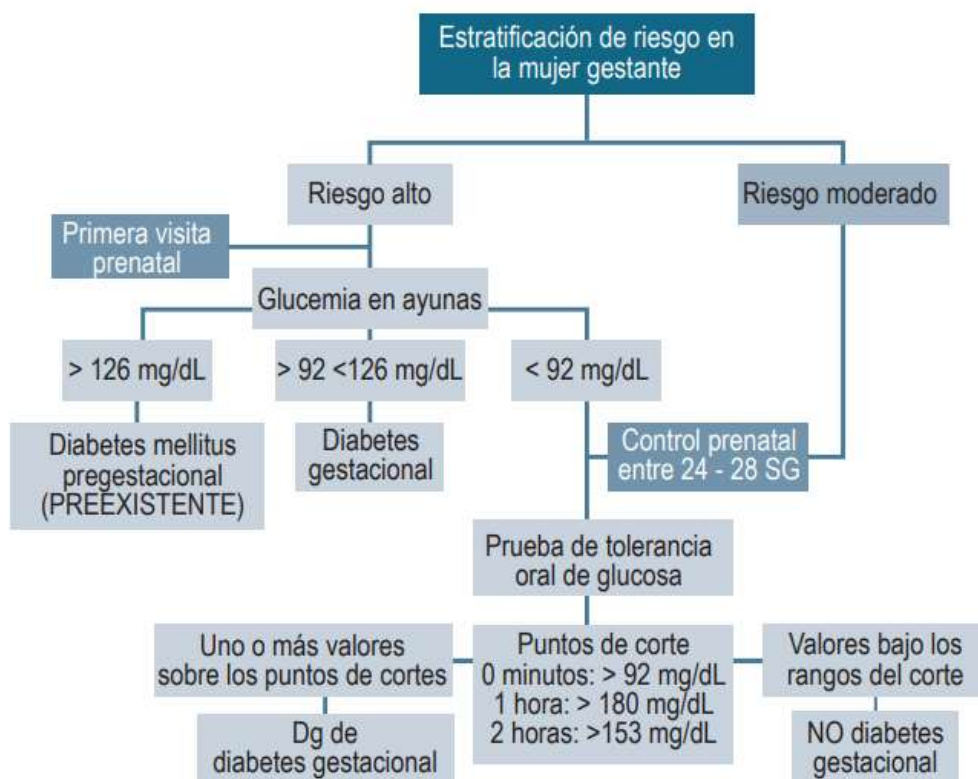 Estratificación de riesgo en
la mujer gestante
Riesgo alto
Riesgo moderado
Primera visita
prenatal
Glucemia en ayunas
> 126 mg/dL
> 92 <126 mg/dL
< 92 mg/dL
Diabetes mellitus
pregestacional
(PREEXISTENTE)
Diabetes
gestacional
Control prenatal
entre 24 - 28 SG
Prueba de tolerancia
oral de glucosa
Uno o más valores
sobre los puntos de cortes
Puntos de corte
0 minutos: > 92 mg/dL
1 hora: > 180 mg/dL
2 horas: >153 mg/dL
Valores bajo los
rangos del corte
Dg de
diabetes gestacional
NO diabetes
gestacional